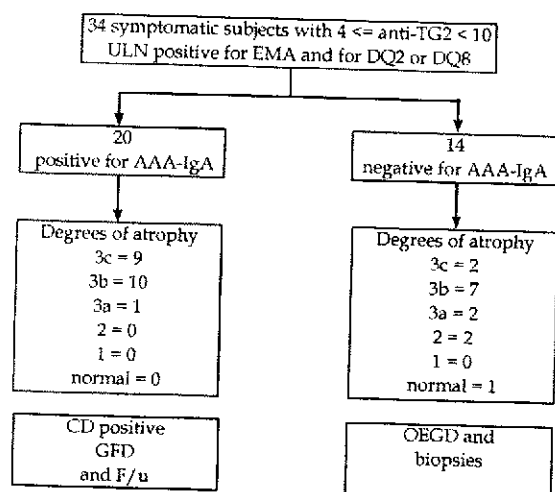 34 symptomatic subjects with 4 <= anti-TG2 < 10
ULN positive for EMA and for DQ2 or DQ8
20
positive for AAA-IgA
14
negative for AAA-IgA
Degrees of atrophy
3c = 9
3b = 10
3a = 1
2 = 0
1 = 0
normal = 0
Degrees of atrophy
3c = 2
3b = 7
3a = 2
2 = 2
1 = 0
normal = 1
CD positive
GFD
and F/u
OEGD and
biopsies